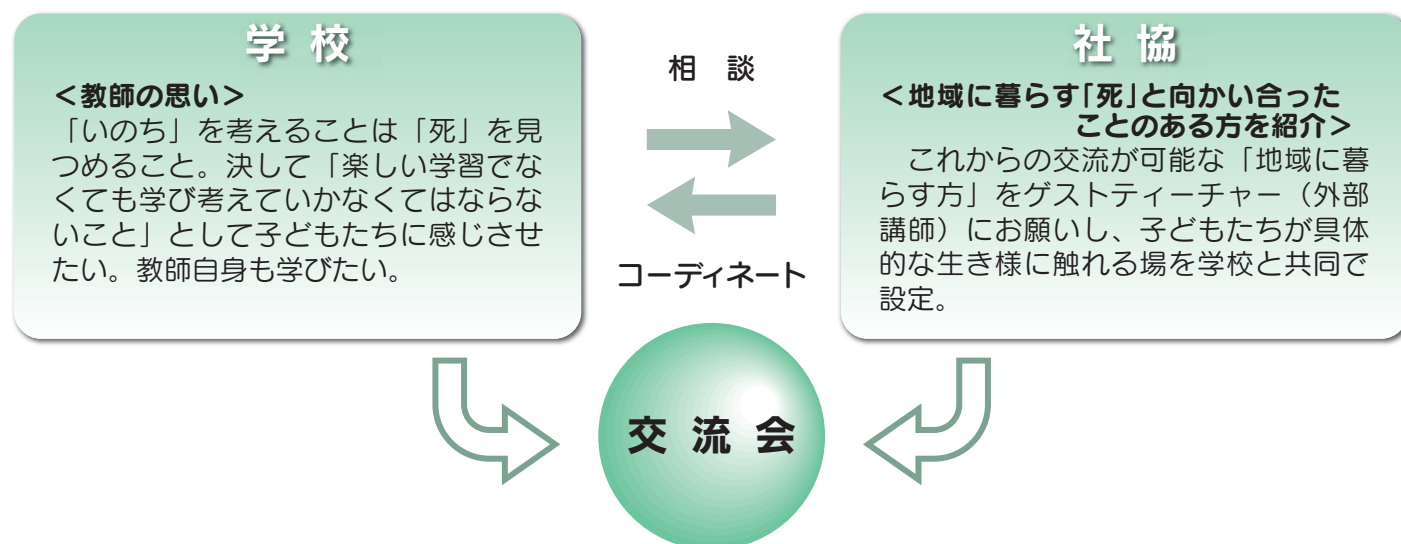 学校
＜教師の思い＞
「いのち」を考えることは「死」を見
つめること。決して「楽しい学習でな
くても学び考えていかなくてはならな
いこと」として子どもたちに感じさせ
たい。教師自身も学びたい。
相　談
コーディネート
社協
＜地域に暮らす「死」と向かい合った
ことのある方を紹介＞
これからの交流が可能な「地域に暮
らす方」をゲストティーチャー（外部
講師）にお願いし、子どもたちが具体
的な生き様に触れる場を学校と共同で
設定。
交流会